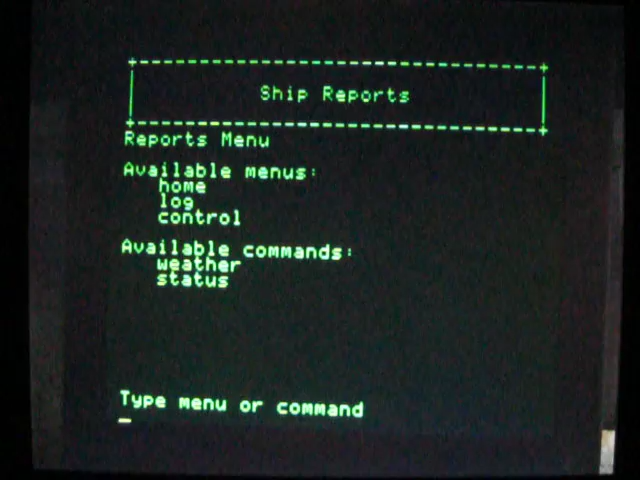 Ship Reports
Reports Menu
Available menus:
home
log
control
Available commands:
weather
status
Type menu or command